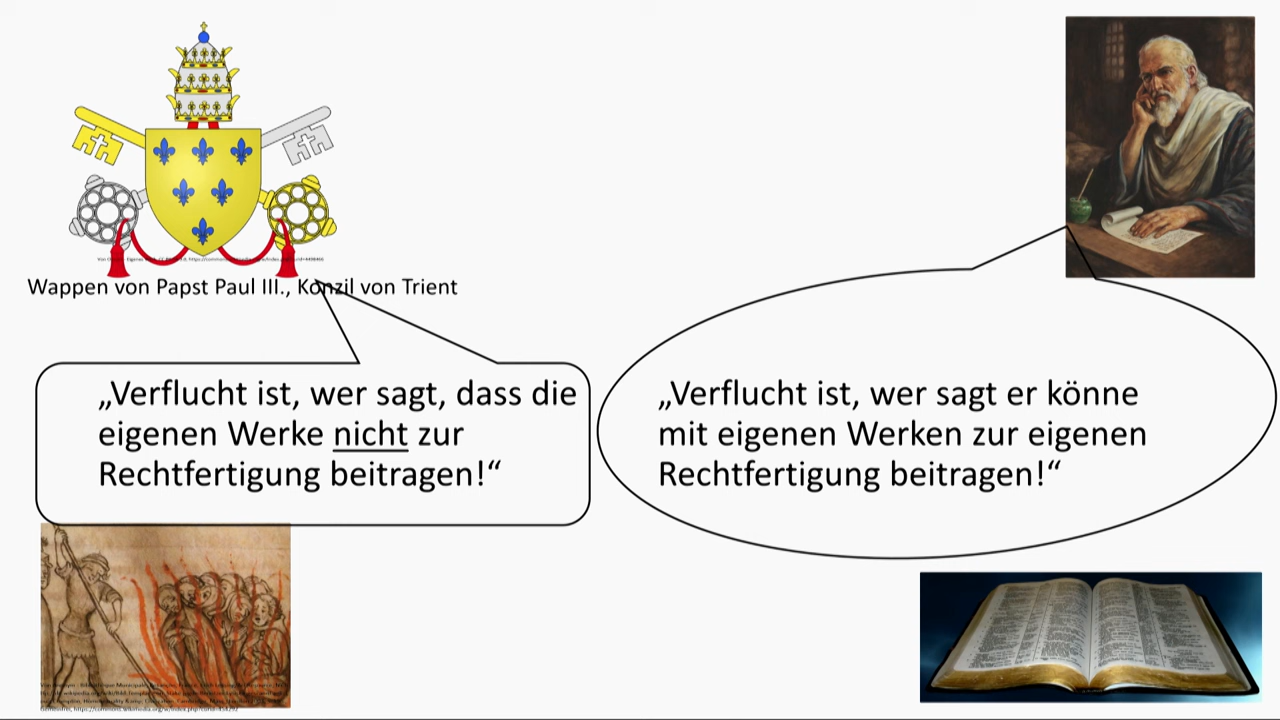 Wappen von Papst Paul III., Konzil von Trient
„Verflucht ist, wer sagt, dass die
eigenen Werke nicht zur
Rechtfertigung beitragen!“
„Verflucht ist, wer sagt er könne
mit eigenen Werken zur eigenen
Rechtfertigung beitragen!“